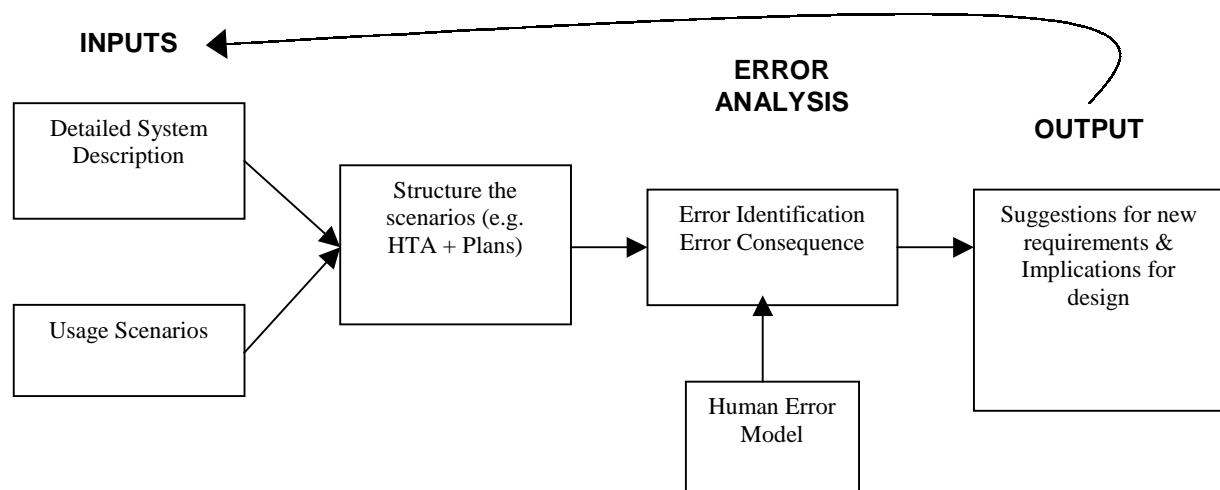 INPUTS
ERROR
ANALYSIS
OUTPUT
Detailed System
Description
Usage Scenarios
Structure the
scenarios (e.g.
HTA + Plans)
Error Identification
Error Consequence
Human Error
Model
Suggestions for new
requirements &
Implications for
design